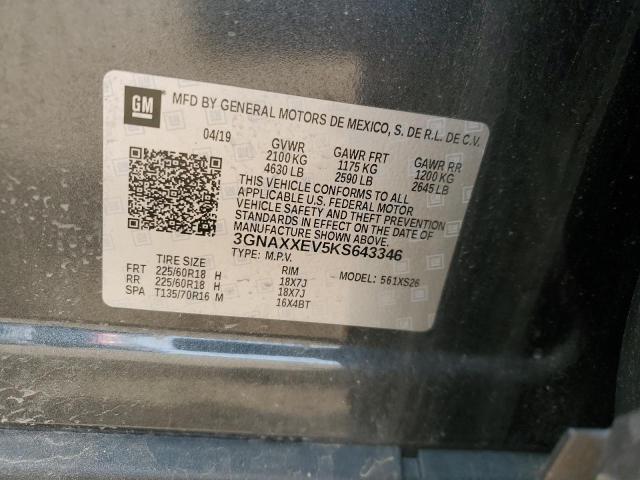 GM MFD BY GENERAL MOTORS DE MEXICO, S. DE R.L. DE C.V.
04/19 GVWR GAWR FRT GAWR RR
2100 KG 1175 KG 1200 KG
4630 LB 2590 LB 2645 LB
THIS VEHICLE CONFORMS TO ALL
APPLICABLE U.S. FEDERAL MOTOR
VEHICLE SAFETY AND THEFT PREVENTION
STANDARDS IN EFFECT ON THE DATE OF
MANUFACTURE SHOWN ABOVE.
3GNAXXEV5KS643346
TYPE: M.P.V. MODEL: 561XS26
TIRE SIZE RIM
FRT 225/60R18 H 18X7J
RR 225/60R18 H 18X7J
SPA T135/70R16 M 16X4BT